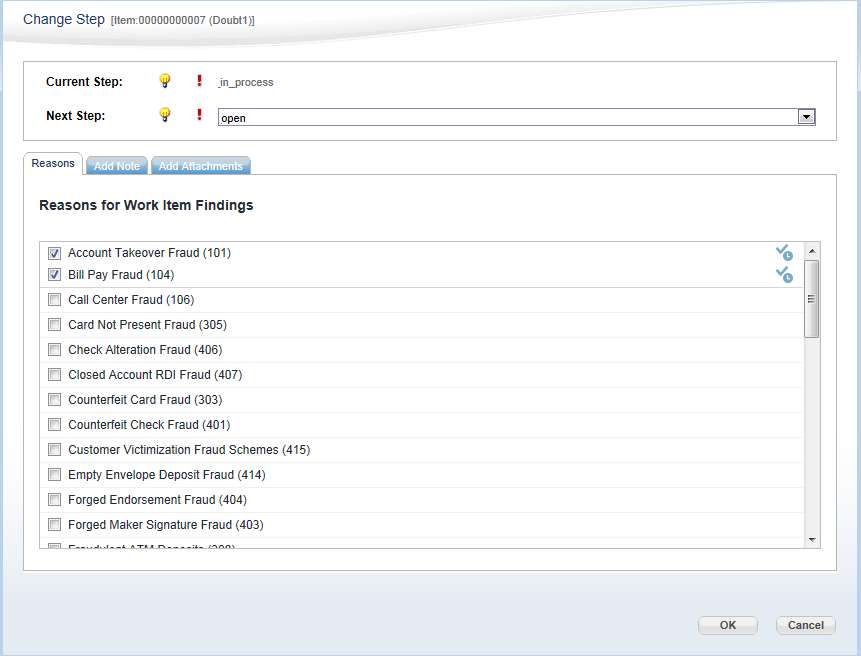 Change Step [Item:00000000007 (Doubt1)]
Current Step: _in_process
Next Step: open
Reasons Add Note Add Attachments
Reasons for Work Item Findings
Account Takeover Fraud (101)
Bill Pay Fraud (104)
Call Center Fraud (106)
Card Not Present Fraud (305)
Check Alteration Fraud (406)
Closed Account RDI Fraud (407)
Counterfeit Card Fraud (303)
Counterfeit Check Fraud (401)
Customer Victimization Fraud Schemes (415)
Empty Envelope Deposit Fraud (414)
Forged Endorsement Fraud (404)
Forged Maker Signature Fraud (403)
Fraudulent ATM Deposits
OK Cancel